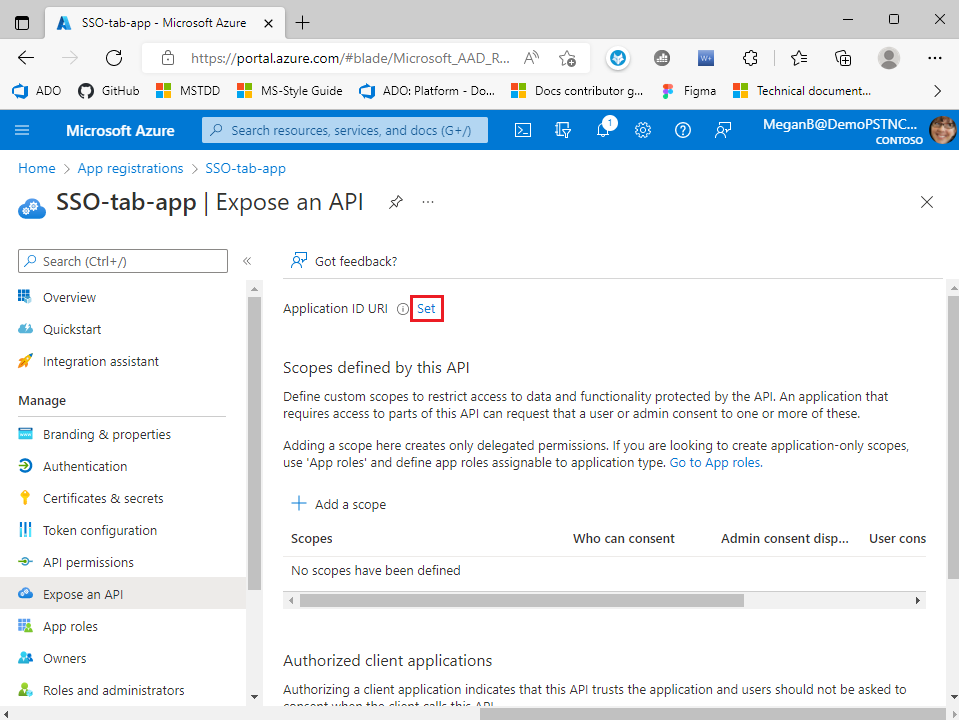 SSO-tab-app - Microsoft Azure
https://portal.azure.com/#blade/Microsoft_AAD_R...
ADO
GitHub
MSTDD
MS-Style Guide
ADO: Platform - Do...
Docs contributor g...
Figma
Technical document...
Microsoft Azure
Search resources, services, and docs (G+/)
1
MeganB@DemoPSTNC...
CONTOSO
Home > App registrations > SSO-tab-app
SSO-tab-app | Expose an API
Search (Ctrl+/)
Overview
Quickstart
Integration assistant
Manage
Branding & properties
Authentication
Certificates & secrets
Token configuration
API permissions
Expose an API
App roles
Owners
Roles and administrators
Got feedback?
Application ID URI Set
Scopes defined by this API
Define custom scopes to restrict access to data and functionality protected by the API. An application that
requires access to parts of this API can request that a user or admin consent to one or more of these.
Adding a scope here creates only delegated permissions. If you are looking to create application-only scopes,
use 'App roles' and define app roles assignable to application type. Go to App roles.
Add a scope
Scopes Who can consent Admin consent disp... User cons
No scopes have been defined
Authorized client applications
Authorizing a client application indicates that this API trusts the application and users should not be asked to
consent when the client calls this API.